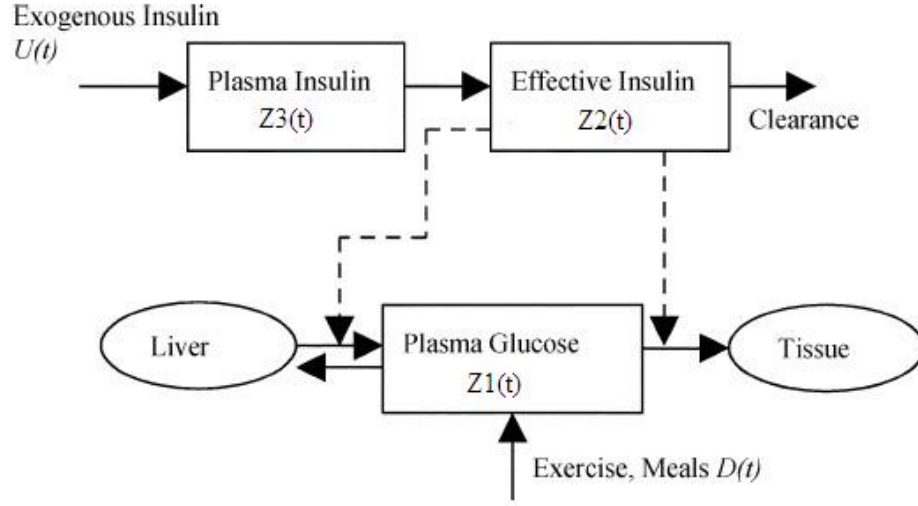 Exogenous Insulin
U(t)
Plasma Insulin
Z3(t)
Effective Insulin
Z2(t)
Clearance
Liver
Plasma Glucose
Z1(t)
Tissue
Exercise, Meals D(t)